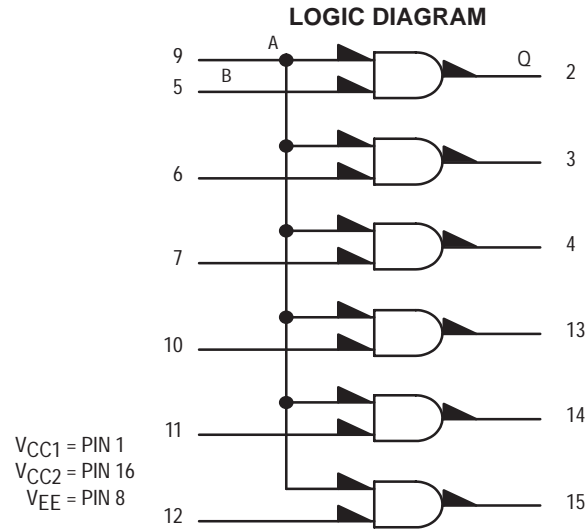 LOGIC DIAGRAM
A
9
B
Q
2
5
3
6
4
7
13
10
14
11
VCC1 = PIN 1
VCC2 = PIN 16
VEE = PIN 8
15
12